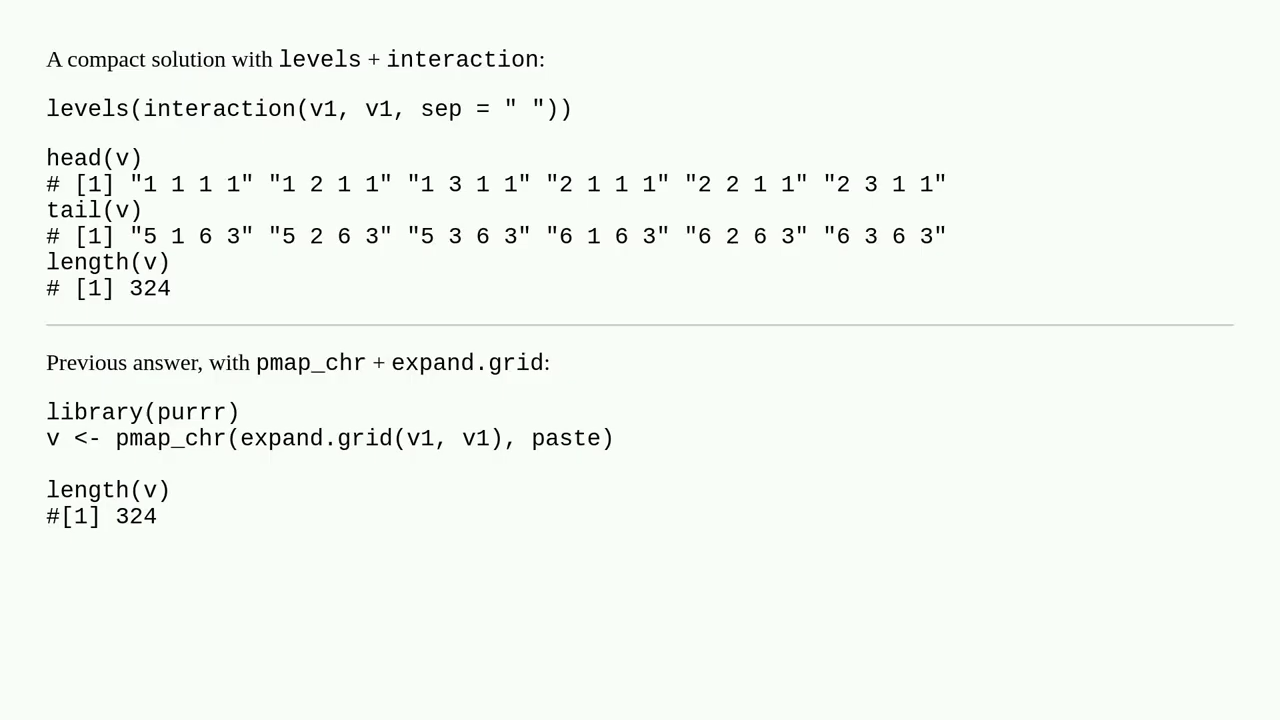 A compact solution with levels + interaction:
levels(interaction(v1, v1, sep = " "))
head(v)
# [1] "1 1 1 1" "1 2 1 1" "1 3 1 1" "2 1 1 1" "2 2 1 1" "2 3 1 1"
tail(v)
# [1] "5 1 6 3" "5 2 6 3" "5 3 6 3" "6 1 6 3" "6 2 6 3" "6 3 6 3"
length(v)
# [1] 324
Previous answer, with pmap_chr + expand.grid:
library(purrr)
v <- pmap_chr(expand.grid(v1, v1), paste)
length(v)
#[1] 324